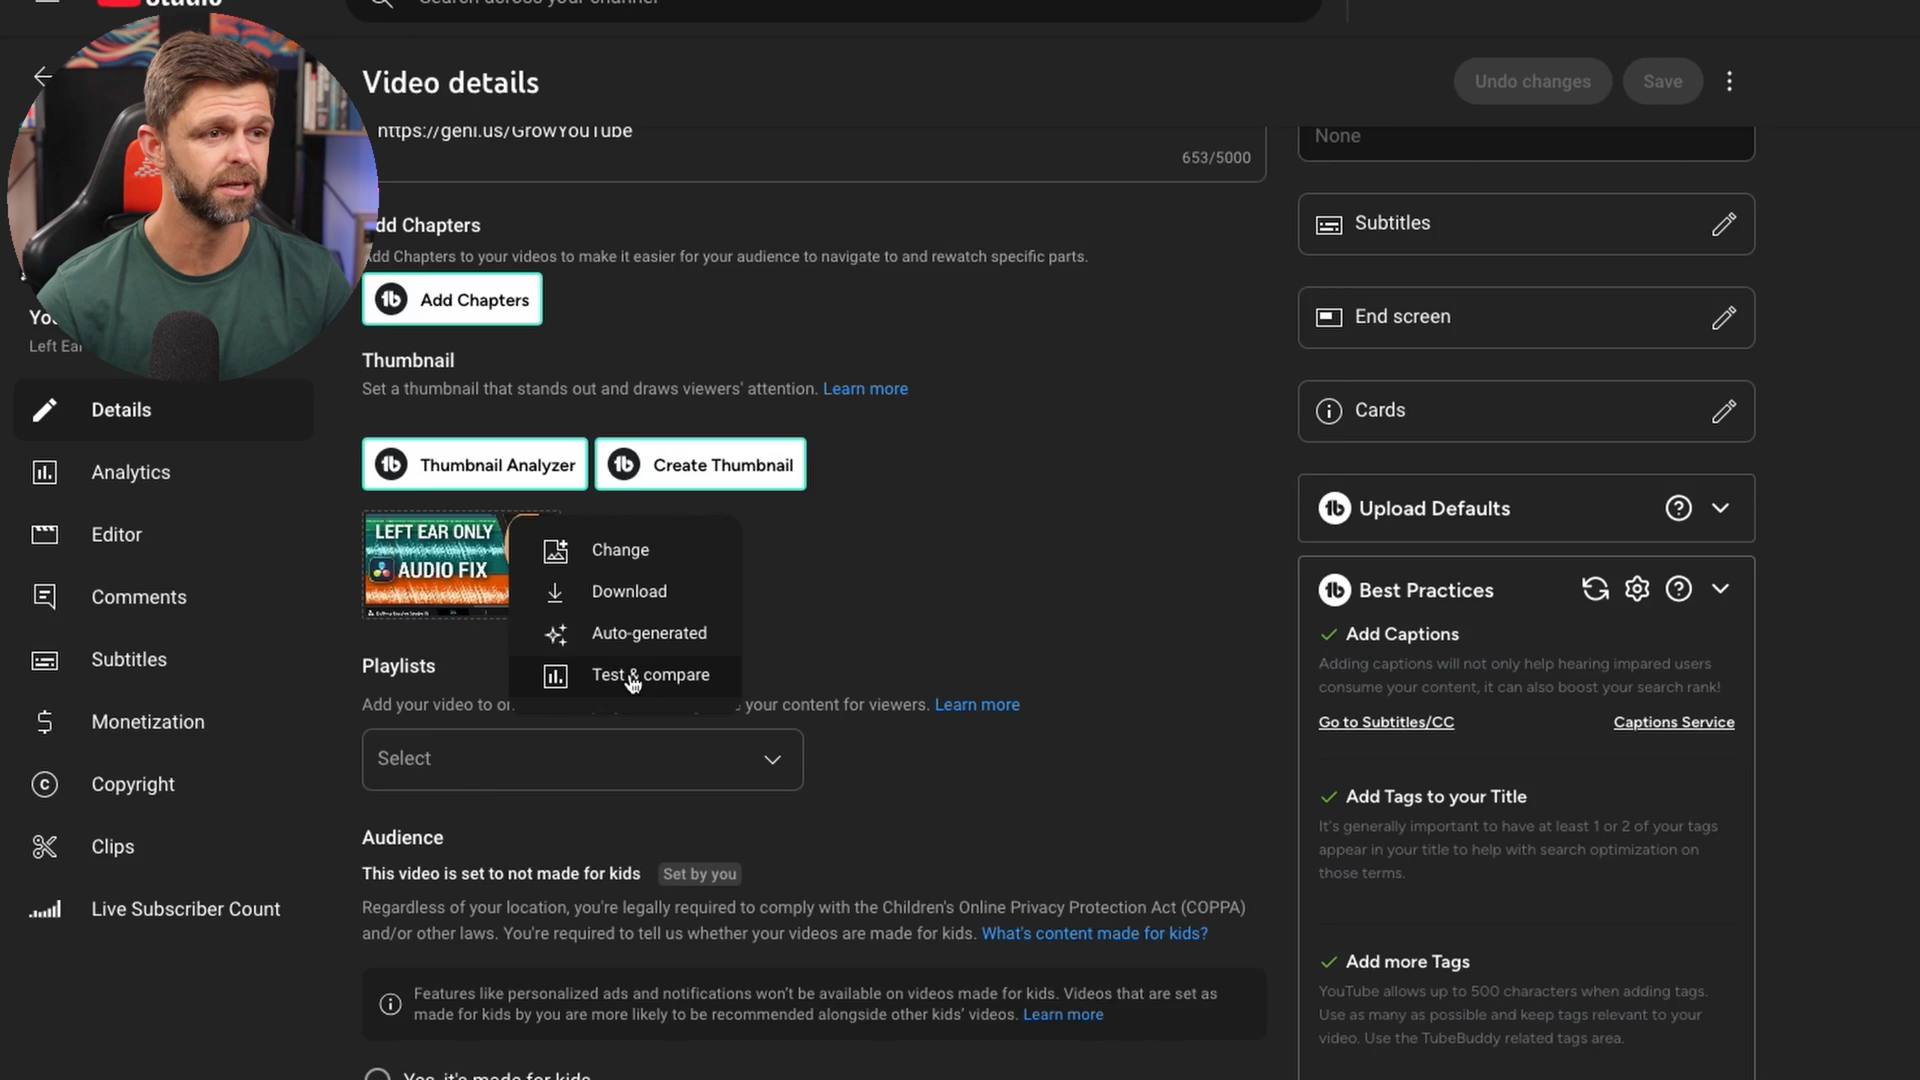 Studio
Search across your channel
Video details
Undo changes
Save
https://geni.us/GrowYouTube
653/5000
None
Subtitles
End screen
Cards
Add Chapters
Add Chapters to your videos to make it easier for your audience to navigate to and rewatch specific parts.
Add Chapters
Thumbnail
Set a thumbnail that stands out and draws viewers' attention. Learn more
Thumbnail Analyzer
Create Thumbnail
LEFT EAR ONLY
AUDIO FIX
Change
Download
Auto-generated
Test & compare
Playlists
Add your video to
your content for viewers. Learn more
Select
Audience
This video is set to not made for kids
Set by you
Regardless of your location, you're legally required to comply with the Children's Online Privacy Protection Act (COPPA)
and/or other laws. You're required to tell us whether your videos are made for kids. What's content made for kids?
Features like personalized ads and notifications won't be available on videos made for kids. Videos that are set as
made for kids by you are more likely to be recommended alongside other kids' videos. Learn more
Yes, it's made for kids
Left Ear
Details
Analytics
Editor
Comments
Subtitles
Monetization
Copyright
Clips
Live Subscriber Count
Upload Defaults
Best Practices
Add Captions
Adding captions will not only help hearing impared users
consume your content, it can also boost your search rank!
Go to Subtitles/CC
Captions Service
Add Tags to your Title
It's generally important to have at least 1 or 2 of your tags
appear in your title to help with search optimization on
those terms.
Add more Tags
YouTube allows up to 500 characters when adding tags.
Use as many as possible and keep tags relevant to your
video. Use the TubeBuddy related tags area.